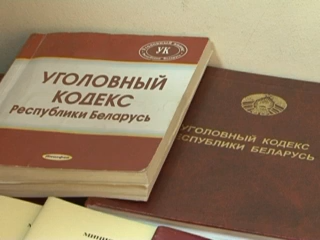 УК
УГОЛОВНЫЙ
КОДЕКС
Республики Беларусь
УГОЛОВНЫЙ КОДЕКС
РЕСПУБЛИКИ БЕЛАРУСЬ